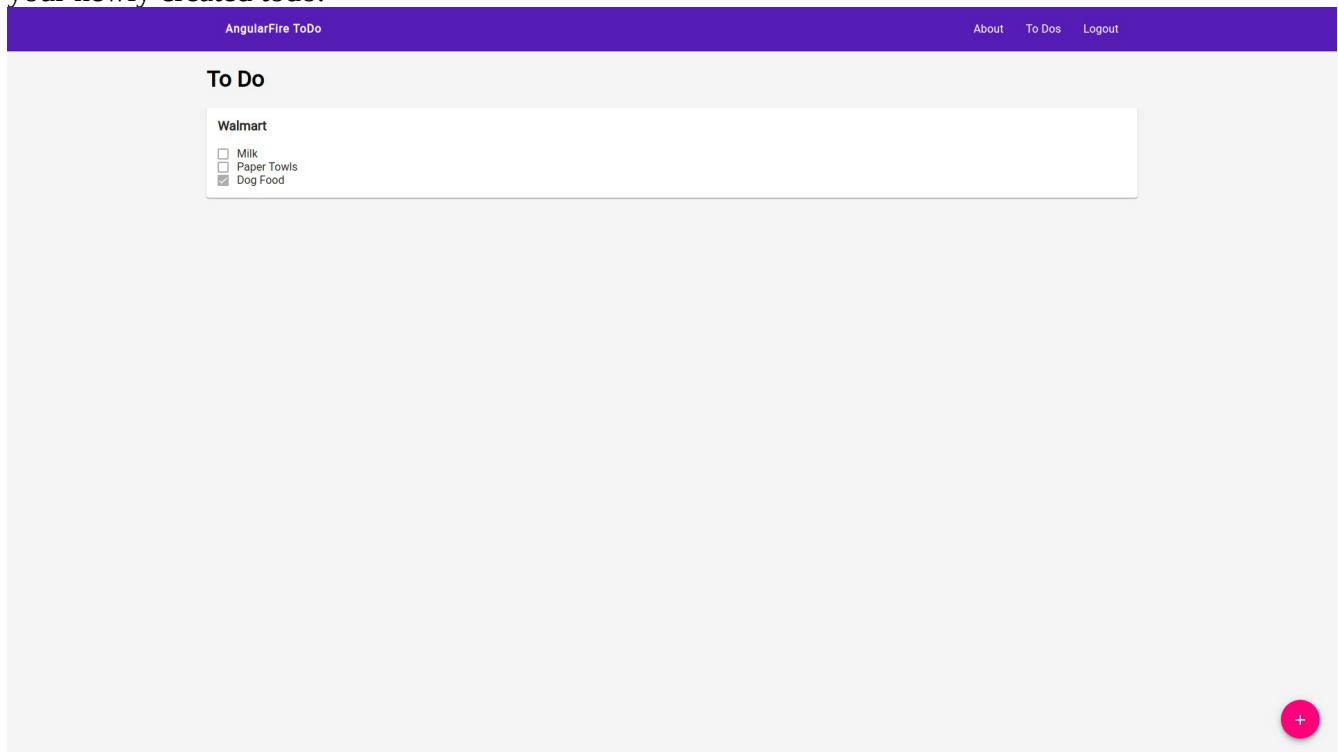 AngularFire ToDo About To Dos Logout
To Do
Walmart
Milk
Paper Towls
Dog Food
+